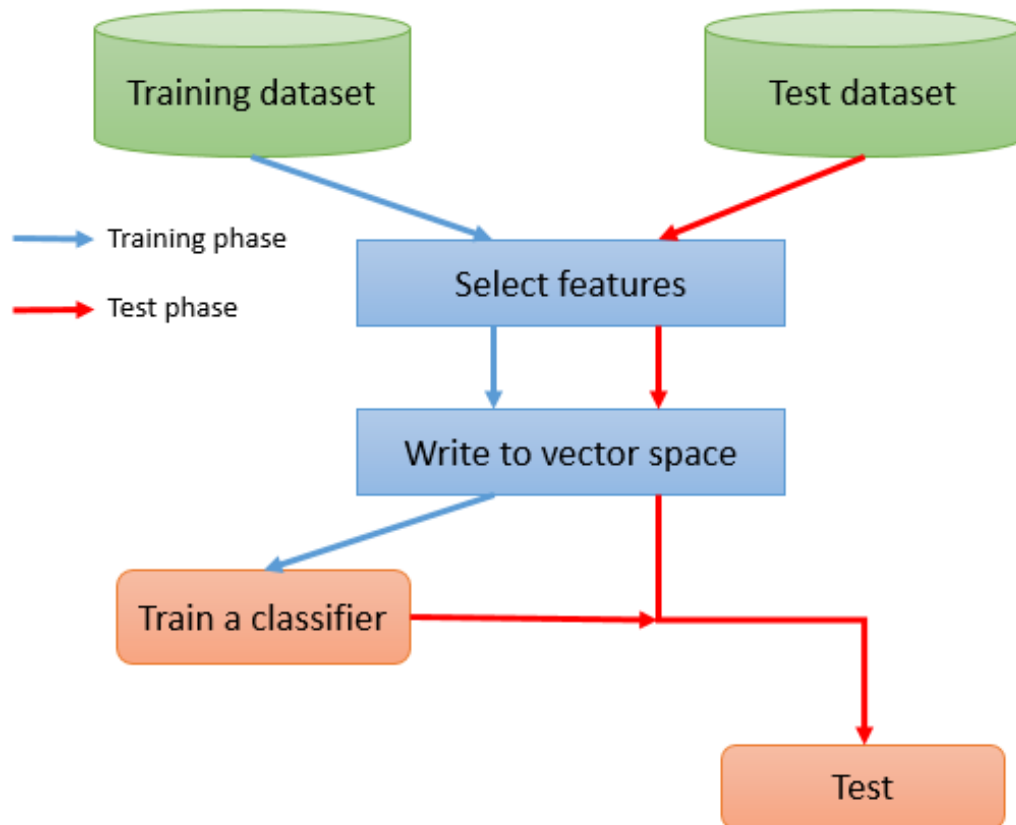 Training dataset
Test dataset
Training phase
Select features
Test phase
Write to vector space
Train a classifier
Test